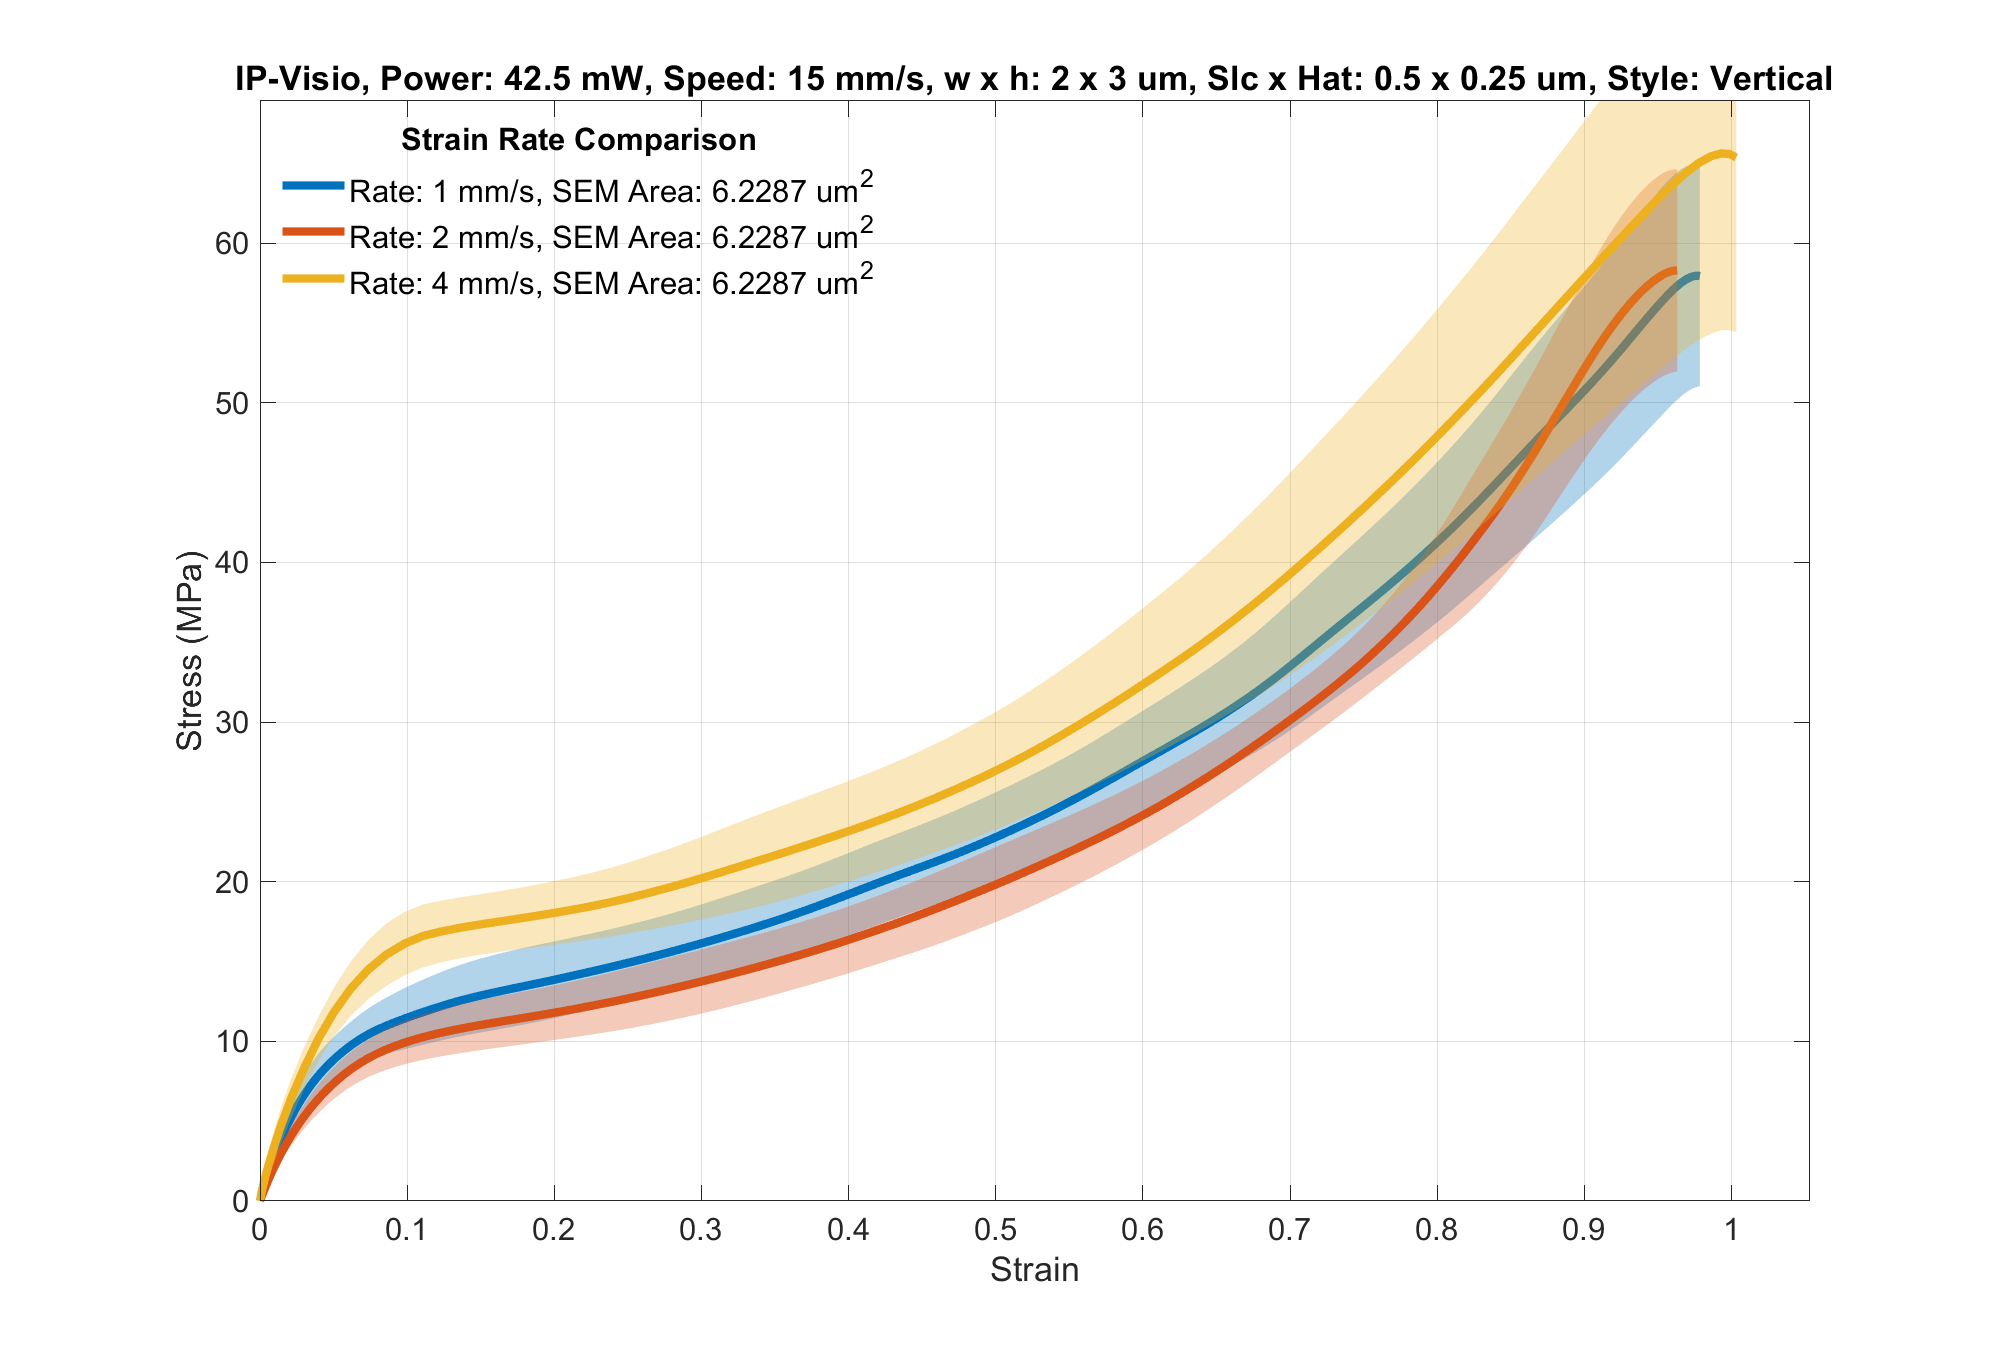 IP-Visio, Power: 42.5 mW, Speed: 15 mm/s, w x h: 2 x 3 um, Slc x Hat: 0.5 x 0.25 um, Style: Vertical
Strain Rate Comparison
Rate: 1 mm/s, SEM Area: 6.2287 um²
Rate: 2 mm/s, SEM Area: 6.2287 um²
Rate: 4 mm/s, SEM Area: 6.2287 um²
60
50
40
30
20
10
0
Stress (MPa)
0 0.1 0.2 0.3 0.4 0.5 0.6 0.7 0.8 0.9 1
Strain